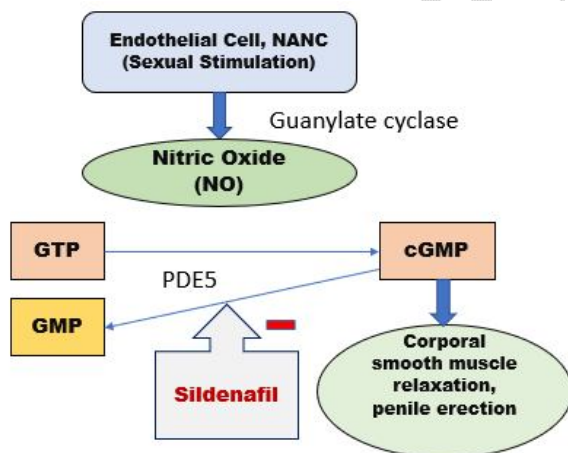 Endothelial Cell, NANC
(Sexual Stimulation)
Guanylate cyclase
Nitric Oxide
(NO)
GTP
cGMP
PDE5
GMP
Sildenafil
Corporal
smooth muscle
relaxation,
penile erection